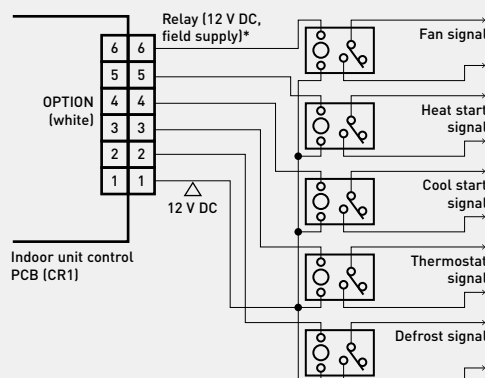 Relay (12 V DC,
field supply)*
Fan signal
6 6
5 5
OPTION
(white)
4 4
3 3
2 2
1 1
12 V DC
Heat start
signal
Cool start
signal
Indoor unit control
PCB (CR1)
Thermostat
signal
Defrost signal